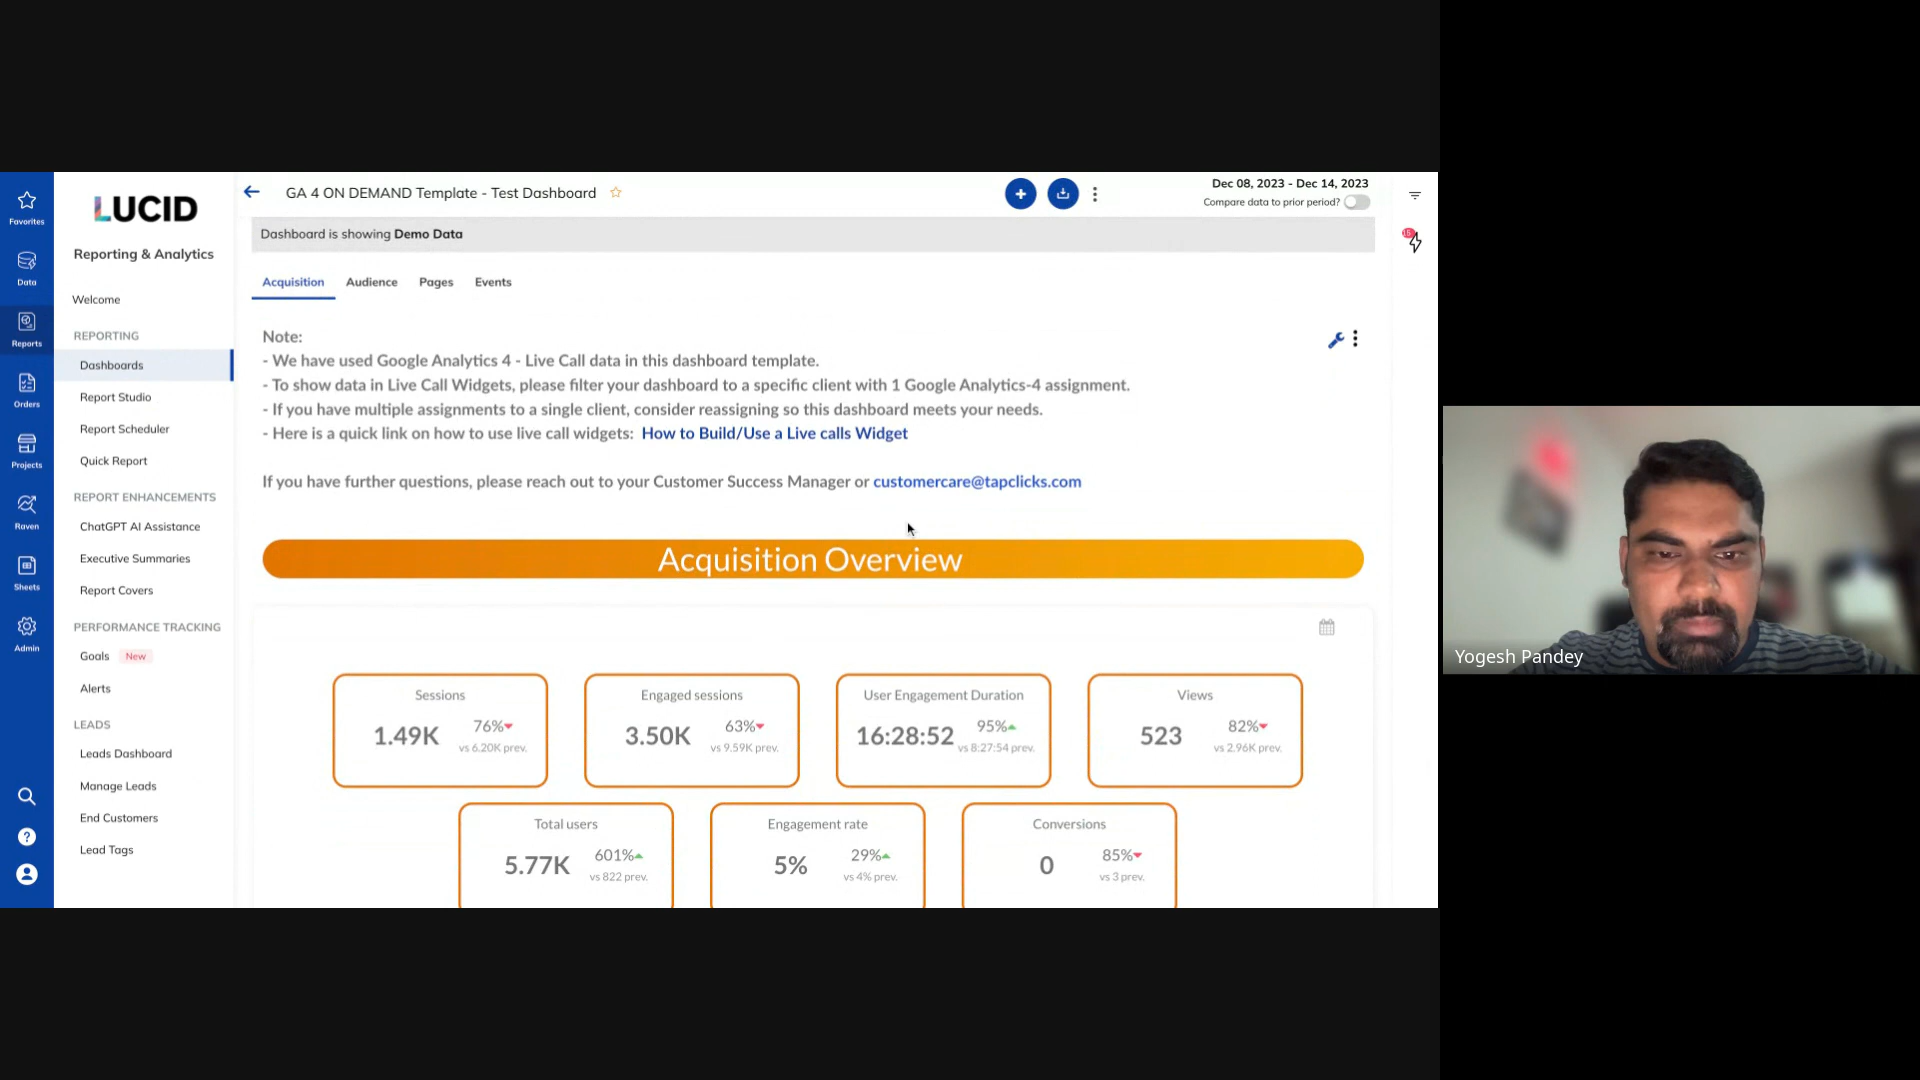 Favorites
Data
Reports
Orders
Projects
Raven
Sheets
Admin
LUCID
Reporting & Analytics
Welcome
REPORTING
Dashboards
Report Studio
Report Scheduler
Quick Report
REPORT ENHANCEMENTS
ChatGPT AI Assistance
Executive Summaries
Report Covers
PERFORMANCE TRACKING
Goals New
Alerts
LEADS
Leads Dashboard
Manage Leads
End Customers
Lead Tags
GA 4 ON DEMAND Template - Test Dashboard
Dec 08, 2023 - Dec 14, 2023
Compare data to prior period?
Dashboard is showing Demo Data
Acquisition Audience Pages Events
Note:
- We have used Google Analytics 4 - Live Call data in this dashboard template.
- To show data in Live Call Widgets, please filter your dashboard to a specific client with 1 Google Analytics-4 assignment.
- If you have multiple assignments to a single client, consider reassigning so this dashboard meets your needs.
- Here is a quick link on how to use live call widgets: How to Build/Use a Live calls Widget
If you have further questions, please reach out to your Customer Success Manager or customercare@tapclicks.com
Acquisition Overview
Sessions
1.49K 76%
vs 6.20K prev.
Engaged sessions
3.50K 63%
vs 9.59K prev.
User Engagement Duration
16:28:52 95%
vs 8:27:54 prev.
Views
523 82%
vs 2.96K prev.
Total users
5.77K 601%
vs 822 prev.
Engagement rate
5% 29%
vs 4% prev.
Conversions
0 85%
vs 3 prev.
Yogesh Pandey